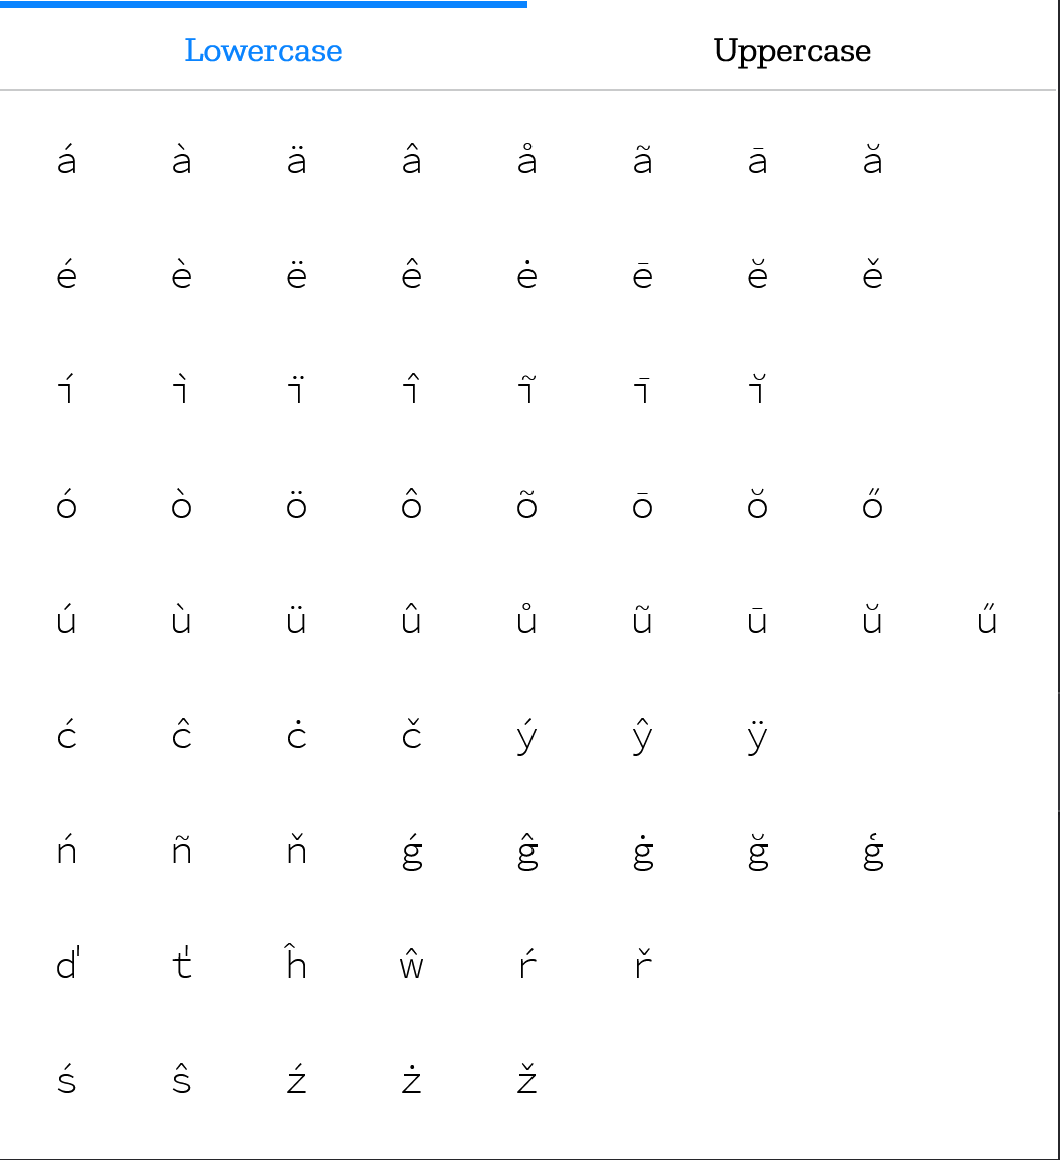 Lowercase Uppercase
á à ä â å ã ā ă
é è ë ê ė ē ĕ ě
í ì ï î ĩ ī ĭ
ó ò ö ô õ ō ŏ ő
ú ù ü û ů ũ ū ŭ ű
ć ĉ ċ č ý ŷ ÿ
ń ñ ň ǵ ĝ ġ ğ ģ
ď ť ĥ ŵ ŕ ř
ś ŝ ź ż ž